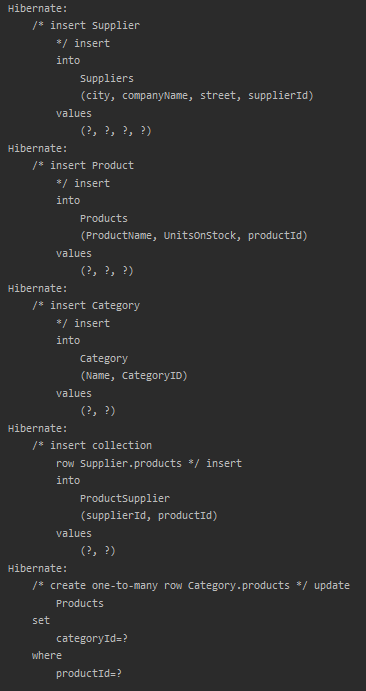 Hibernate:
    /* insert Supplier
        */ insert
        into
            Suppliers
            (city, companyName, street, supplierId)
        values
            (?, ?, ?, ?)
Hibernate:
    /* insert Product
        */ insert
        into
            Products
            (ProductName, UnitsOnStock, productId)
        values
            (?, ?, ?)
Hibernate:
    /* insert Category
        */ insert
        into
            Category
            (Name, CategoryID)
        values
            (?, ?)
Hibernate:
    /* insert collection
        row Supplier.products */ insert
        into
            ProductSupplier
            (supplierId, productId)
        values
            (?, ?)
Hibernate:
    /* create one-to-many row Category.products */ update
        Products
    set
        categoryId=?
    where
        productId=?